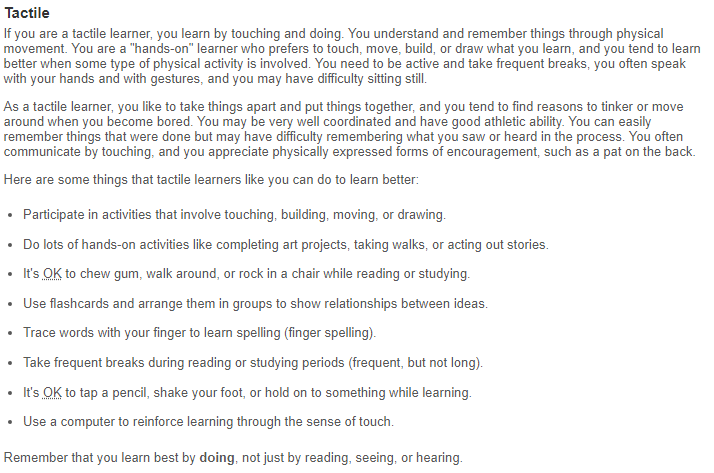 Tactile
If you are a tactile learner, you learn by touching and doing. You understand and remember things through physical
movement. You are a "hands-on" learner who prefers to touch, move, build, or draw what you learn, and you tend to learn
better when some type of physical activity is involved. You need to be active and take frequent breaks, you often speak
with your hands and with gestures, and you may have difficulty sitting still.
As a tactile learner, you like to take things apart and put things together, and you tend to find reasons to tinker or move
around when you become bored. You may be very well coordinated and have good athletic ability. You can easily
remember things that were done but may have difficulty remembering what you saw or heard in the process. You often
communicate by touching, and you appreciate physically expressed forms of encouragement, such as a pat on the back.
Here are some things that tactile learners like you can do to learn better:
• Participate in activities that involve touching, building, moving, or drawing.
• Do lots of hands-on activities like completing art projects, taking walks, or acting out stories.
• It's OK to chew gum, walk around, or rock in a chair while reading or studying.
• Use flashcards and arrange them in groups to show relationships between ideas.
• Trace words with your finger to learn spelling (finger spelling).
• Take frequent breaks during reading or studying periods (frequent, but not long).
• It's OK to tap a pencil, shake your foot, or hold on to something while learning.
• Use a computer to reinforce learning through the sense of touch.
Remember that you learn best by doing, not just by reading, seeing, or hearing.